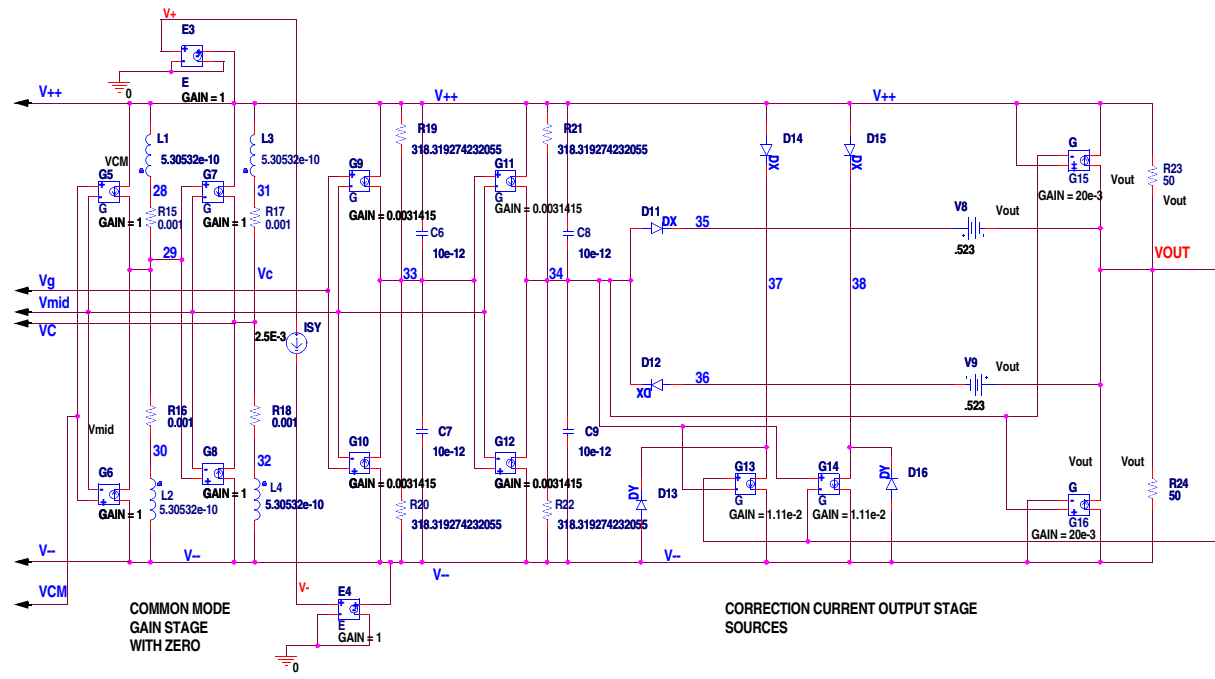 V+
E3
E
GAIN = 1
0
V++
V++
V++
L1
5.30532e-10
L3
5.30532e-10
R19
318.319274232055
R21
318.319274232055
D14
DX
D15
DX
G
G15
GAIN = 20e-3
Vout
R23
50
Vout
VCM
G5
G
GAIN = 1
28
R15
0.001
G7
G
GAIN = 1
31
R17
0.001
G9
G
GAIN = 0.0031415
G11
G
GAIN = 0.0031415
D11
DX
35
V8
.523
Vout
C6
10e-12
C8
10e-12
29
Vc
33
34
37
38
VOUT
Vg
Vmid
VC
2.5E-3
ISY
D12
DX
36
V9
.523
Vout
Vmid
R16
0.001
R18
0.001
C7
10e-12
C9
10e-12
30
32
G6
G
GAIN = 1
G8
G
GAIN = 1
L2
5.30532e-10
L4
5.30532e-10
G10
G
GAIN = 0.0031415
G12
G
GAIN = 0.0031415
R20
318.319274232055
R22
318.319274232055
DY
D13
G13
G
GAIN = 1.11e-2
G14
G
GAIN = 1.11e-2
DY
D16
Vout
G
G16
GAIN = 20e-3
Vout
R24
50
V--
V--
V--
V--
VCM
V-
E4
E
GAIN = 1
0
COMMON MODE
GAIN STAGE
WITH ZERO
CORRECTION CURRENT OUTPUT STAGE
SOURCES